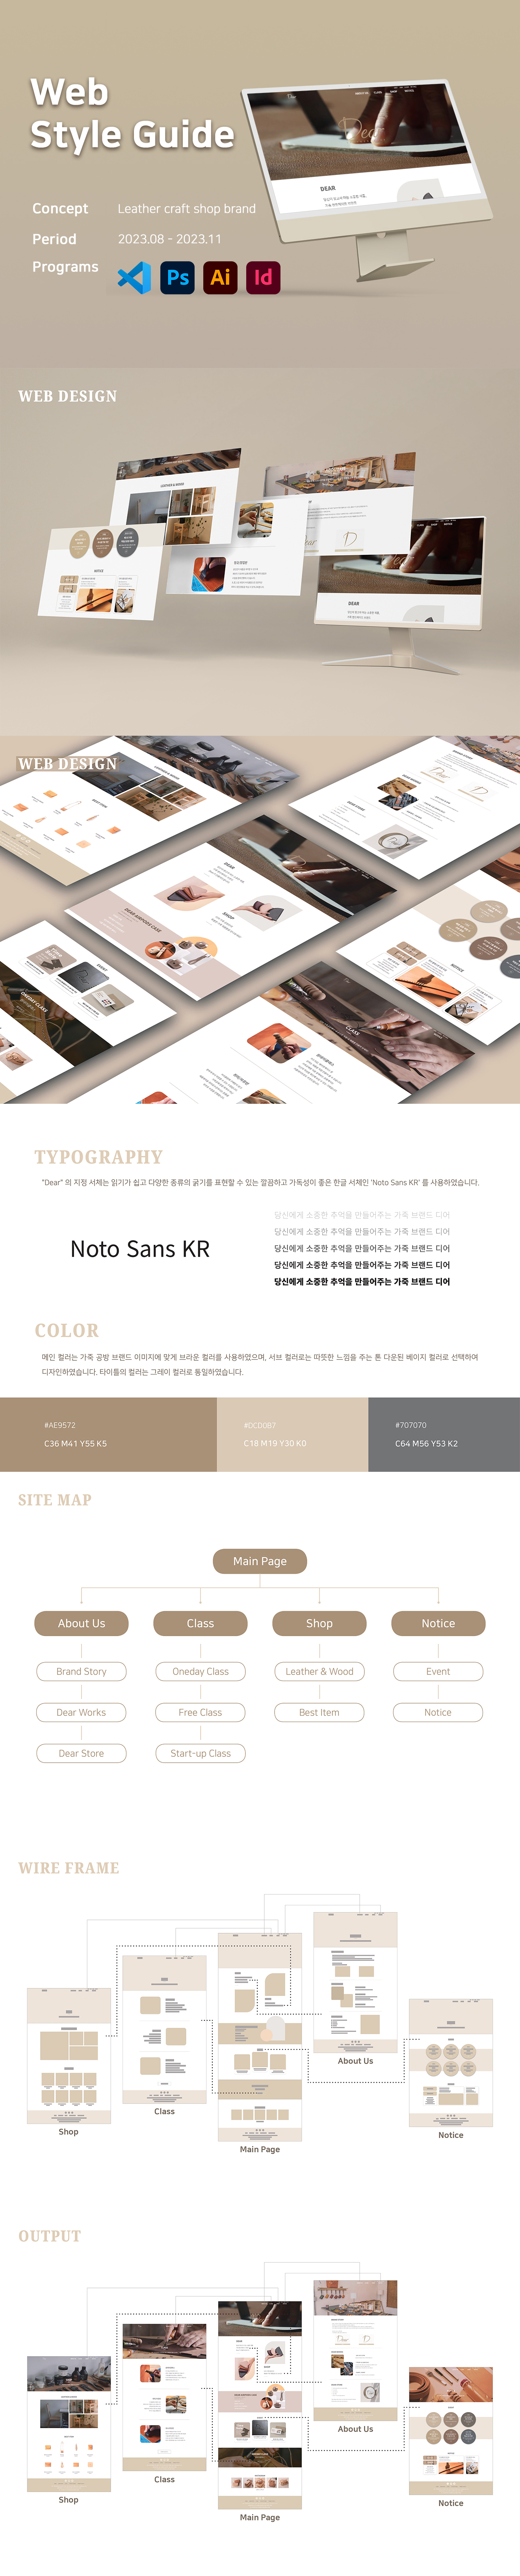 Web
Style Guide
Concept
Leather craft shop brand
Period
2023.08 - 2023.11
Programs
Ps
Ai
Id
Dear
DEAR
WEB DESIGN
LEATHER & WOOD
NOTICE
Dear
D
DEAR
WEB DESIGN
DEAR
SHOP
NOTICE
CLASS
ONEDAY CLASS
TYPOGRAPHY
"Dear" 의 지정 서체는 읽기가 쉽고 다양한 종류의 굵기를 표현할 수 있는 깔끔하고 가독성이 좋은 한글 서체인 'Noto Sans KR' 를 사용하였습니다.
Noto Sans KR
당신에게 소중한 추억을 만들어주는 가죽 브랜드 디어
당신에게 소중한 추억을 만들어주는 가죽 브랜드 디어
당신에게 소중한 추억을 만들어주는 가죽 브랜드 디어
당신에게 소중한 추억을 만들어주는 가죽 브랜드 디어
당신에게 소중한 추억을 만들어주는 가죽 브랜드 디어
COLOR
메인 컬러는 가죽 공방 브랜드 이미지에 맞게 브라운 컬러를 사용하였으며, 서브 컬러로는 따뜻한 느낌을 주는 톤 다운된 베이지 컬러로 선택하여
디자인하였습니다. 타이틀의 컬러는 그레이 컬러로 통일하였습니다.
#AE9572
C36 M41 Y55 K5
C18 M19 Y30 K0
#707070
C64 M56 Y53 K2
SITE MAP
Main Page
About Us
Class
Shop
Notice
Brand Story
Oneday Class
Leather & Wood
Event
Dear Works
Free Class
Best Item
Notice
Dear Store
Start-up Class
WIRE FRAME
Shop
Class
Main Page
About Us
Notice
OUTPUT
Shop
Class
Main Page
About Us
Notice